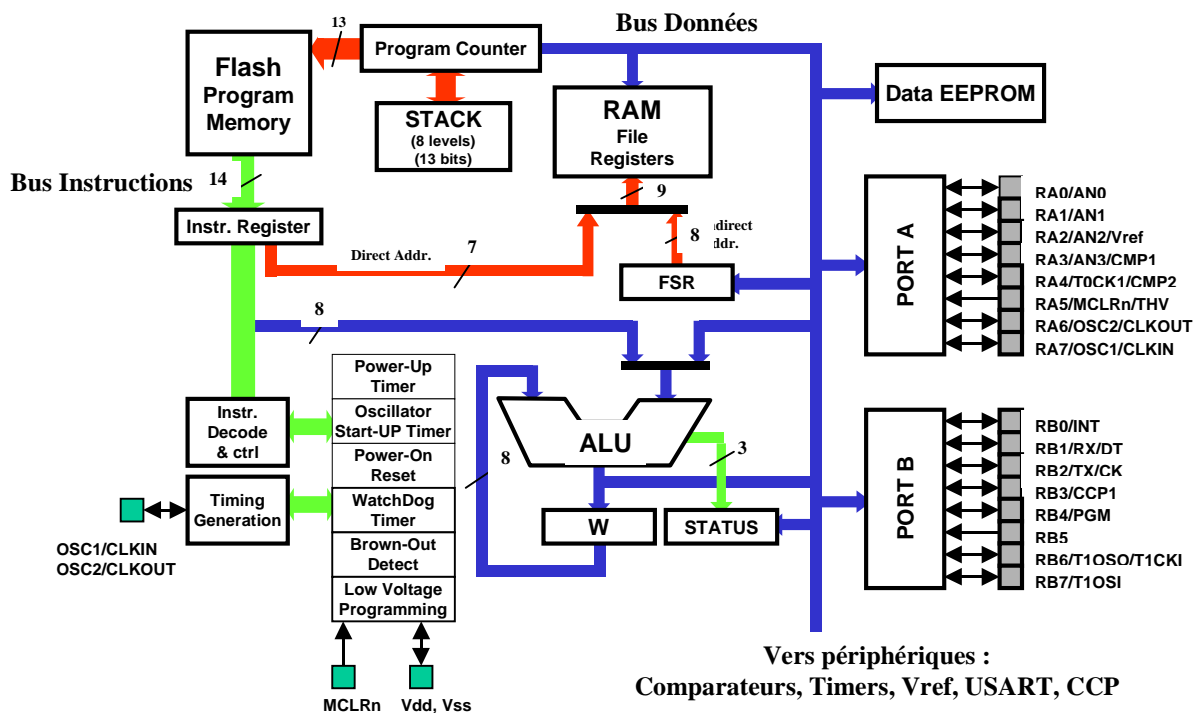 Bus Données
13
Program Counter
Flash
Program
Memory
STACK
(8 levels)
(13 bits)
RAM
File
Registers
Data EEPROM
Bus Instructions
14
9
Instr. Register
Direct Addr.
7
8
Addr.
FSR
8
PORT A
RA0/AN0
RA1/AN1
RA2/AN2/Vref
RA3/AN3/CMP1
RA4/T0CK1/CMP2
RA5/MCLRn/THV
RA6/OSC2/CLKOUT
RA7/OSC1/CLKIN
Power-Up
Timer
Oscillator
Start-UP Timer
Power-On
Reset
WatchDog
Timer
Brown-Out
Detect
Low Voltage
Programming
Instr.
Decode
& ctrl
Timing
Generation
OSC1/CLKIN
OSC2/CLKOUT
MCLRn
Vdd, Vss
ALU
8
3
W
STATUS
PORT B
RB0/INT
RB1/RX/DT
RB2/TX/CK
RB3/CCP1
RB4/PGM
RB5
RB6/T1OSO/T1CKI
RB7/T1OSI
Vers périphériques :
Comparateurs, Timers, Vref, USART, CCP